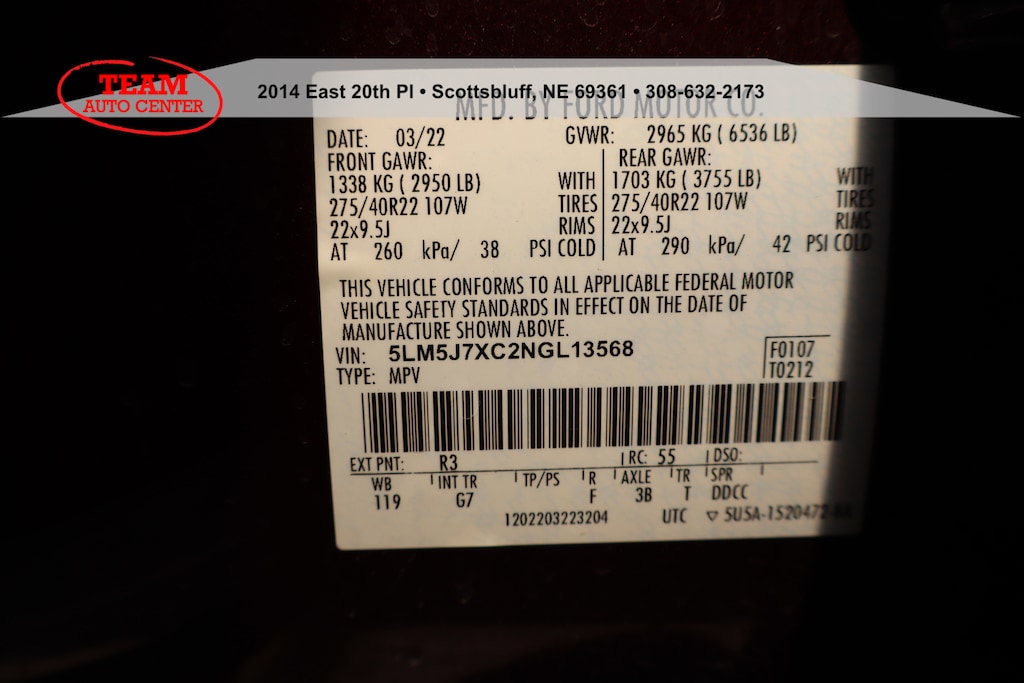 TEAM
AUTO CENTER
2014 East 20th Pl • Scottsbluff, NE 69361 • 308-632-2173
MFD. BY FORD MOTOR CO.
DATE: 03/22 GVWR: 2965 KG ( 6536 LB)
FRONT GAWR: REAR GAWR:
1338 KG ( 2950 LB) WITH 1703 KG ( 3755 LB) WITH
275/40R22 107W TIRES 275/40R22 107W TIRES
22x9.5J RIMS 22x9.5J RIMS
AT 260 kPa/ 38 PSI COLD AT 290 kPa/ 42 PSI COLD
THIS VEHICLE CONFORMS TO ALL APPLICABLE FEDERAL MOTOR
VEHICLE SAFETY STANDARDS IN EFFECT ON THE DATE OF
MANUFACTURE SHOWN ABOVE.
VIN: 5LM5J7XC2NGL13568 F0107
TYPE: MPV T0212
EXT PNT: R3 RC: 55 DSO:
WB INT TR TP/PS R AXLE TR SPR
119 G7 F 3B T DDCC
1202203223204 UTC ▽ 5U5A-1520472-